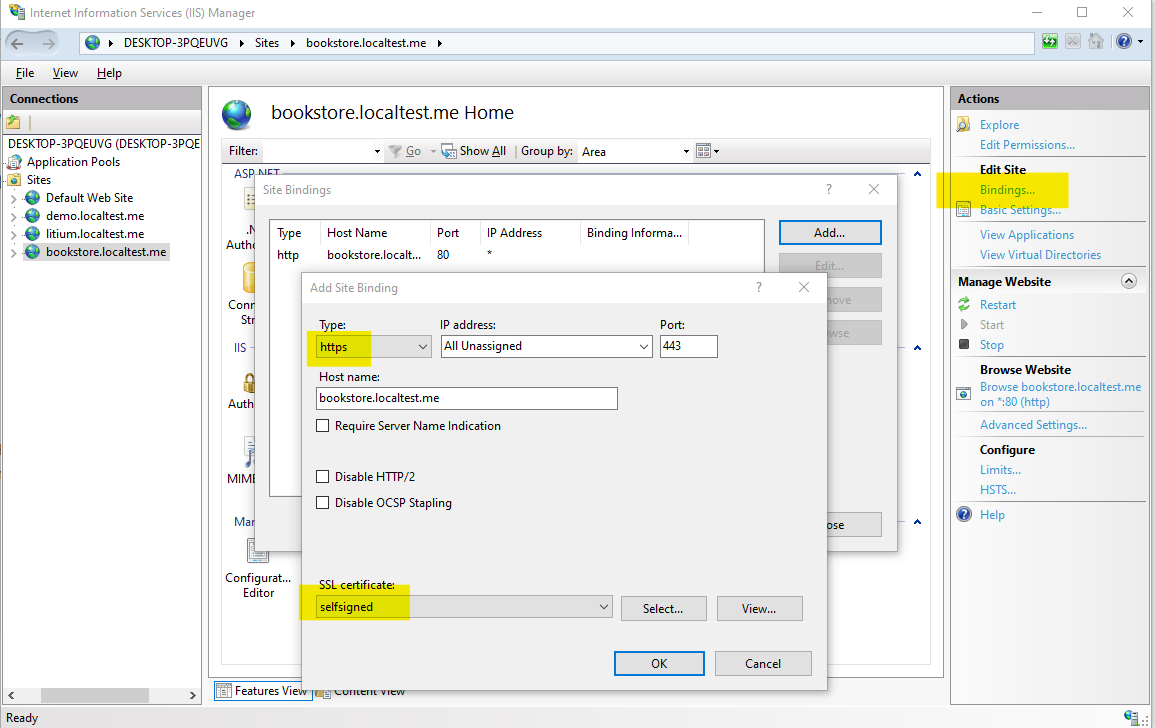 Internet Information Services (IIS) Manager
DESKTOP-3PQEUVG
Sites
bookstore.localtest.me
File View Help
Connections
DESKTOP-3PQEUVG (DESKTOP-3PQE
Application Pools
Sites
Default Web Site
demo.localtest.me
litium.localtest.me
bookstore.localtest.me
bookstore.localtest.me Home
Filter: Go Show All Group by: Area
ASP.NET
.N
Autho
Conn
Str
IIS
Auth
MIME
Mar
Configurat...
Editor
Site Bindings
?
Type Host Name Port IP Address Binding Informa...
http bookstore.localt... 80 *
Add...
Edit...
move
wse
ose
Add Site Binding
?
Type: IP address: Port:
https All Unassigned 443
Host name:
bookstore.localtest.me
Require Server Name Indication
Disable HTTP/2
Disable OCSP Stapling
SSL certificate:
selfsigned Select... View...
OK Cancel
Features View Content View
Actions
Explore
Edit Permissions...
Edit Site
Bindings...
Basic Settings...
View Applications
View Virtual Directories
Manage Website
Restart
Start
Stop
Browse Website
Browse bookstore.localtest.me
on *:80 (http)
Advanced Settings...
Configure
Limits...
HSTS...
Help
Ready